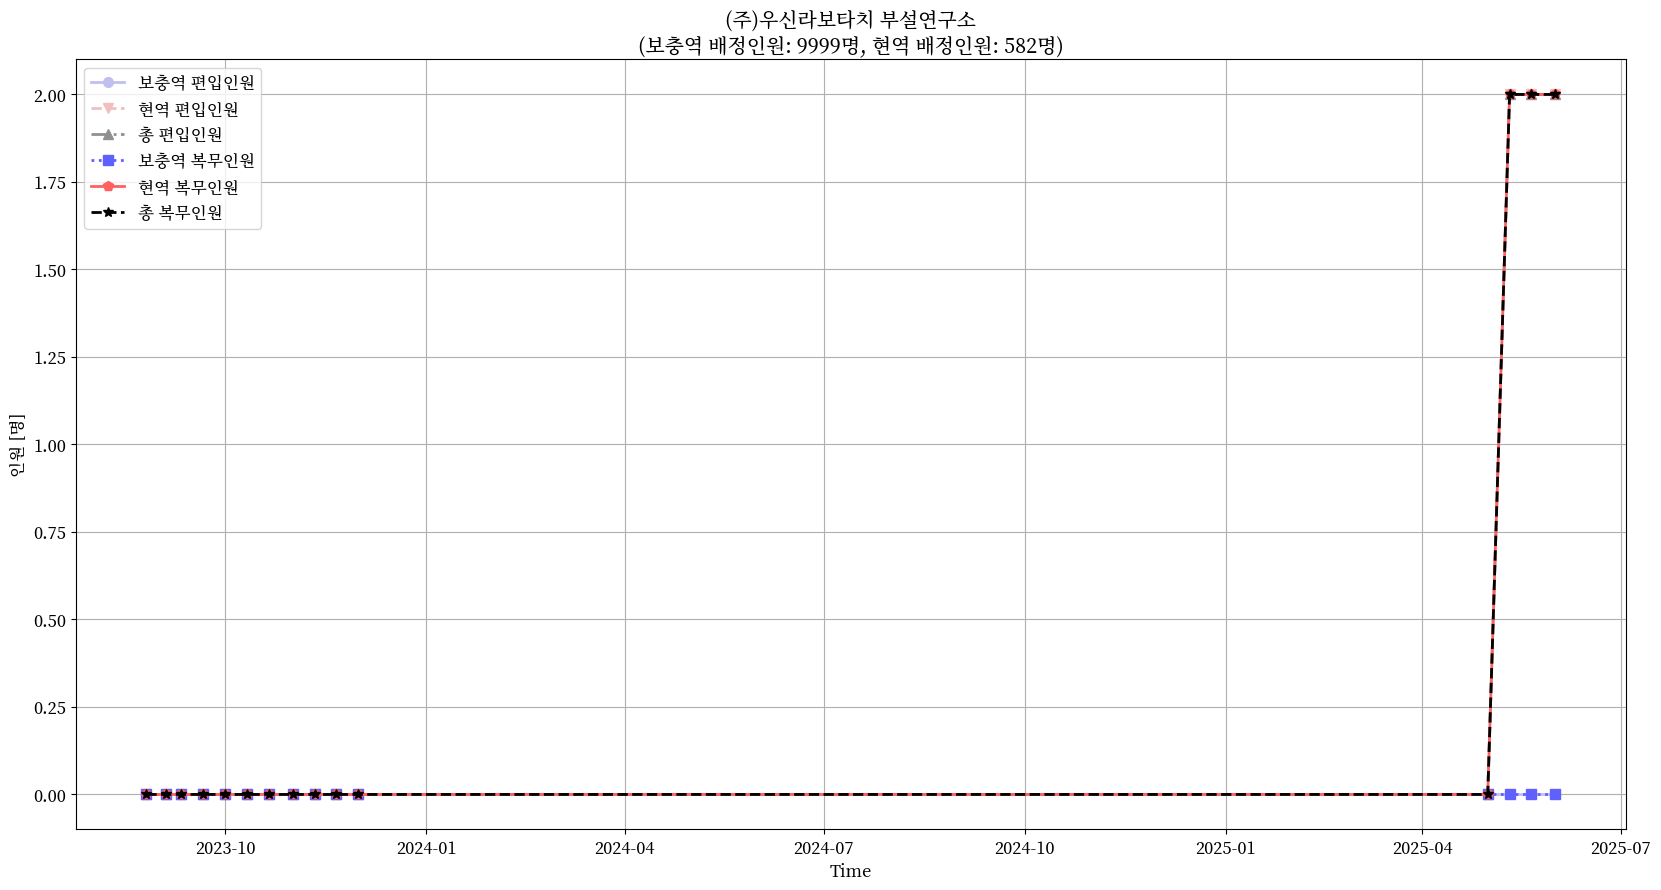 (주)우신라보타치 부설연구소
(보충역 배정인원: 9999명, 현역 배정인원: 582명)
보충역 편입인원
현역 편입인원
총 편입인원
보충역 복무인원
현역 복무인원
총 복무인원
2.00
1.75
1.50
1.25
1.00
0.75
0.50
0.25
0.00
인원 [명]
2023-10
2024-01
2024-04
2024-07
2024-10
2025-01
2025-04
2025-07
Time